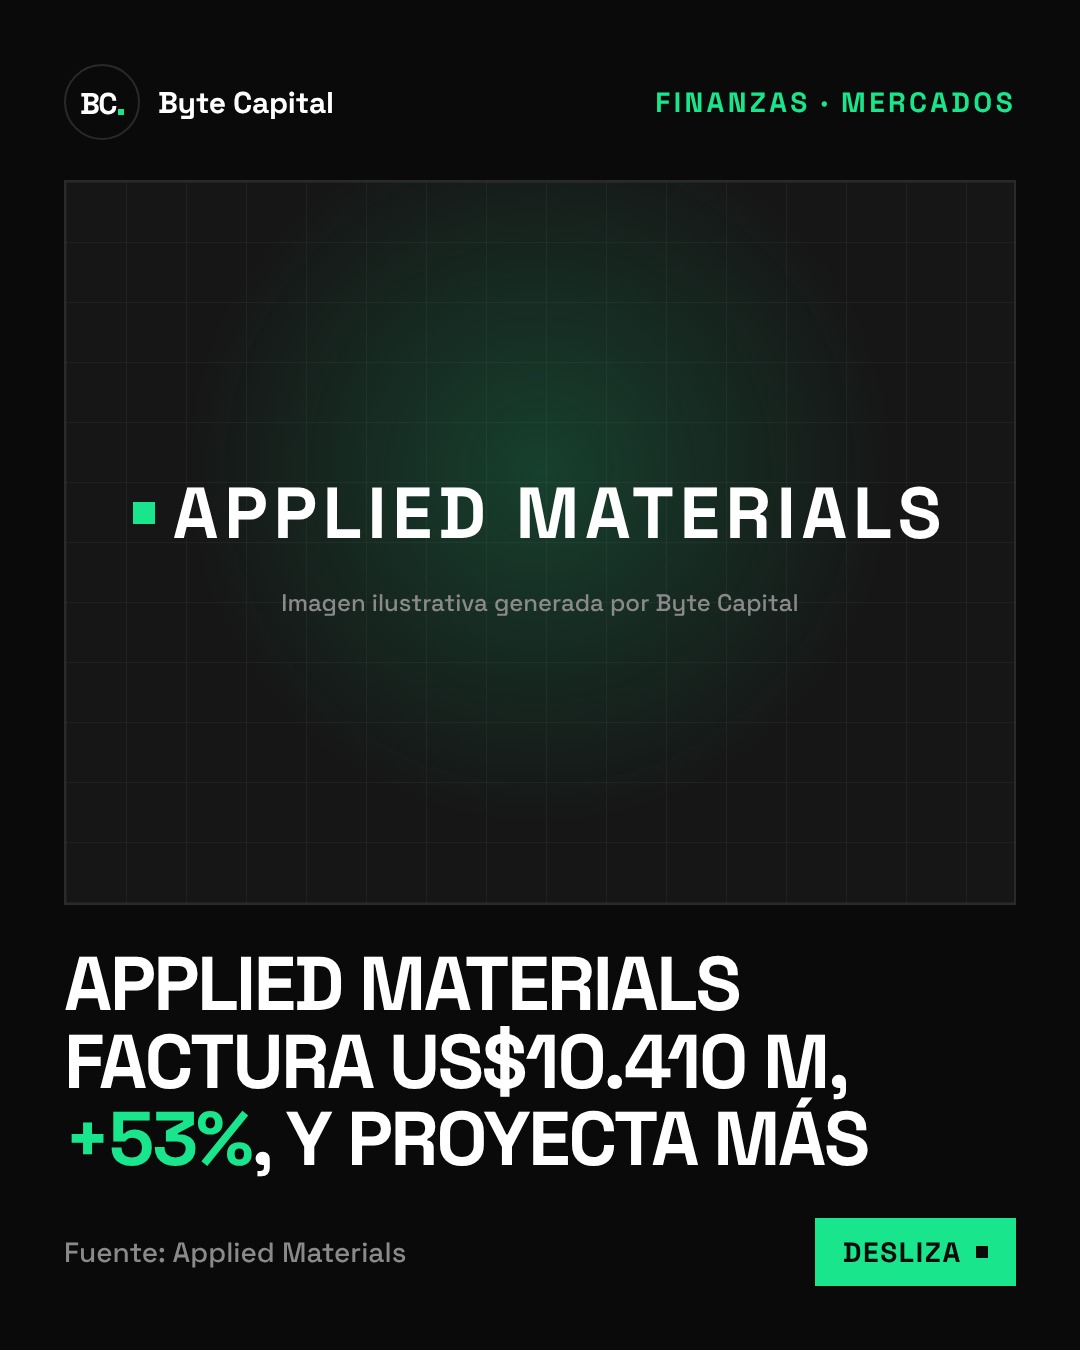 BC.
Byte Capital
FINANZAS · MERCADOS
APPLIED MATERIALS
Imagen ilustrativa generada por Byte Capital
APPLIED MATERIALS
FACTURA US$10.410 M,
+53%, Y PROYECTA MÁS
Fuente: Applied Materials
DESLIZA